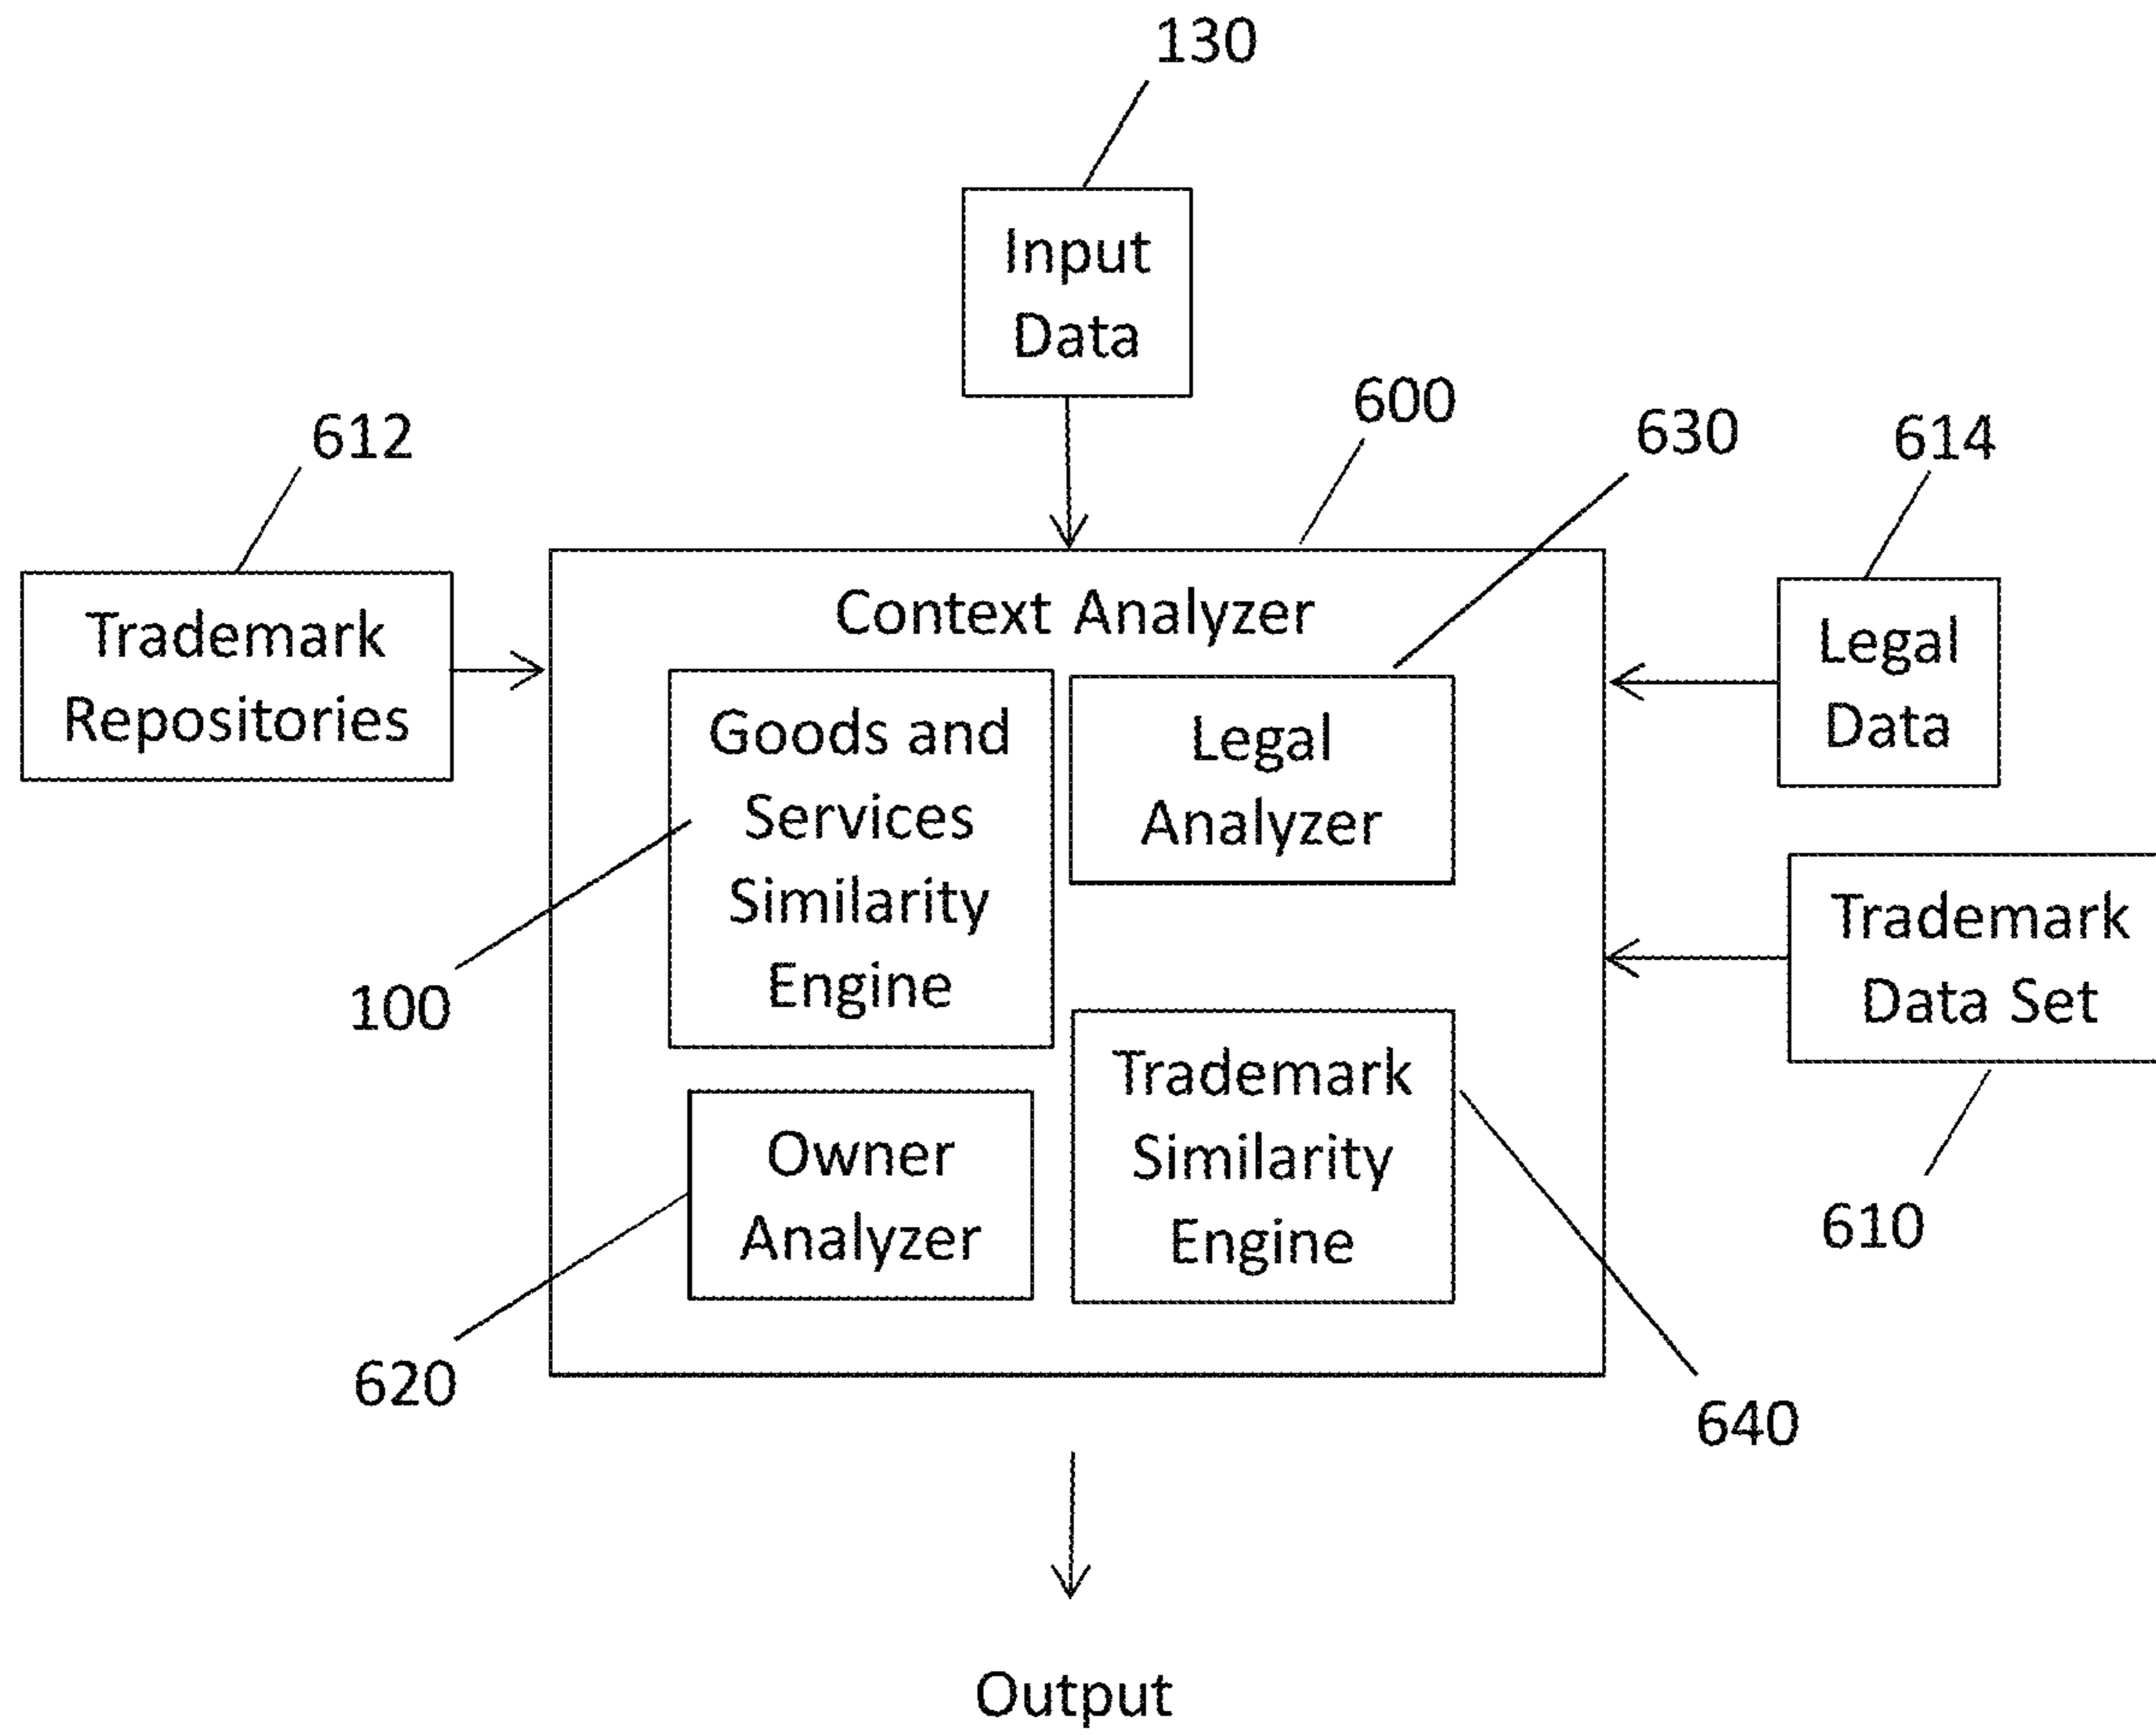 130
Input
Data
600
630
614
612
Trademark
Repositories
Context Analyzer
Legal
Data
Goods and
Services
Similarity
Engine
Legal
Analyzer
100
Trademark
Data Set
610
Owner
Analyzer
Trademark
Similarity
Engine
620
640
Output